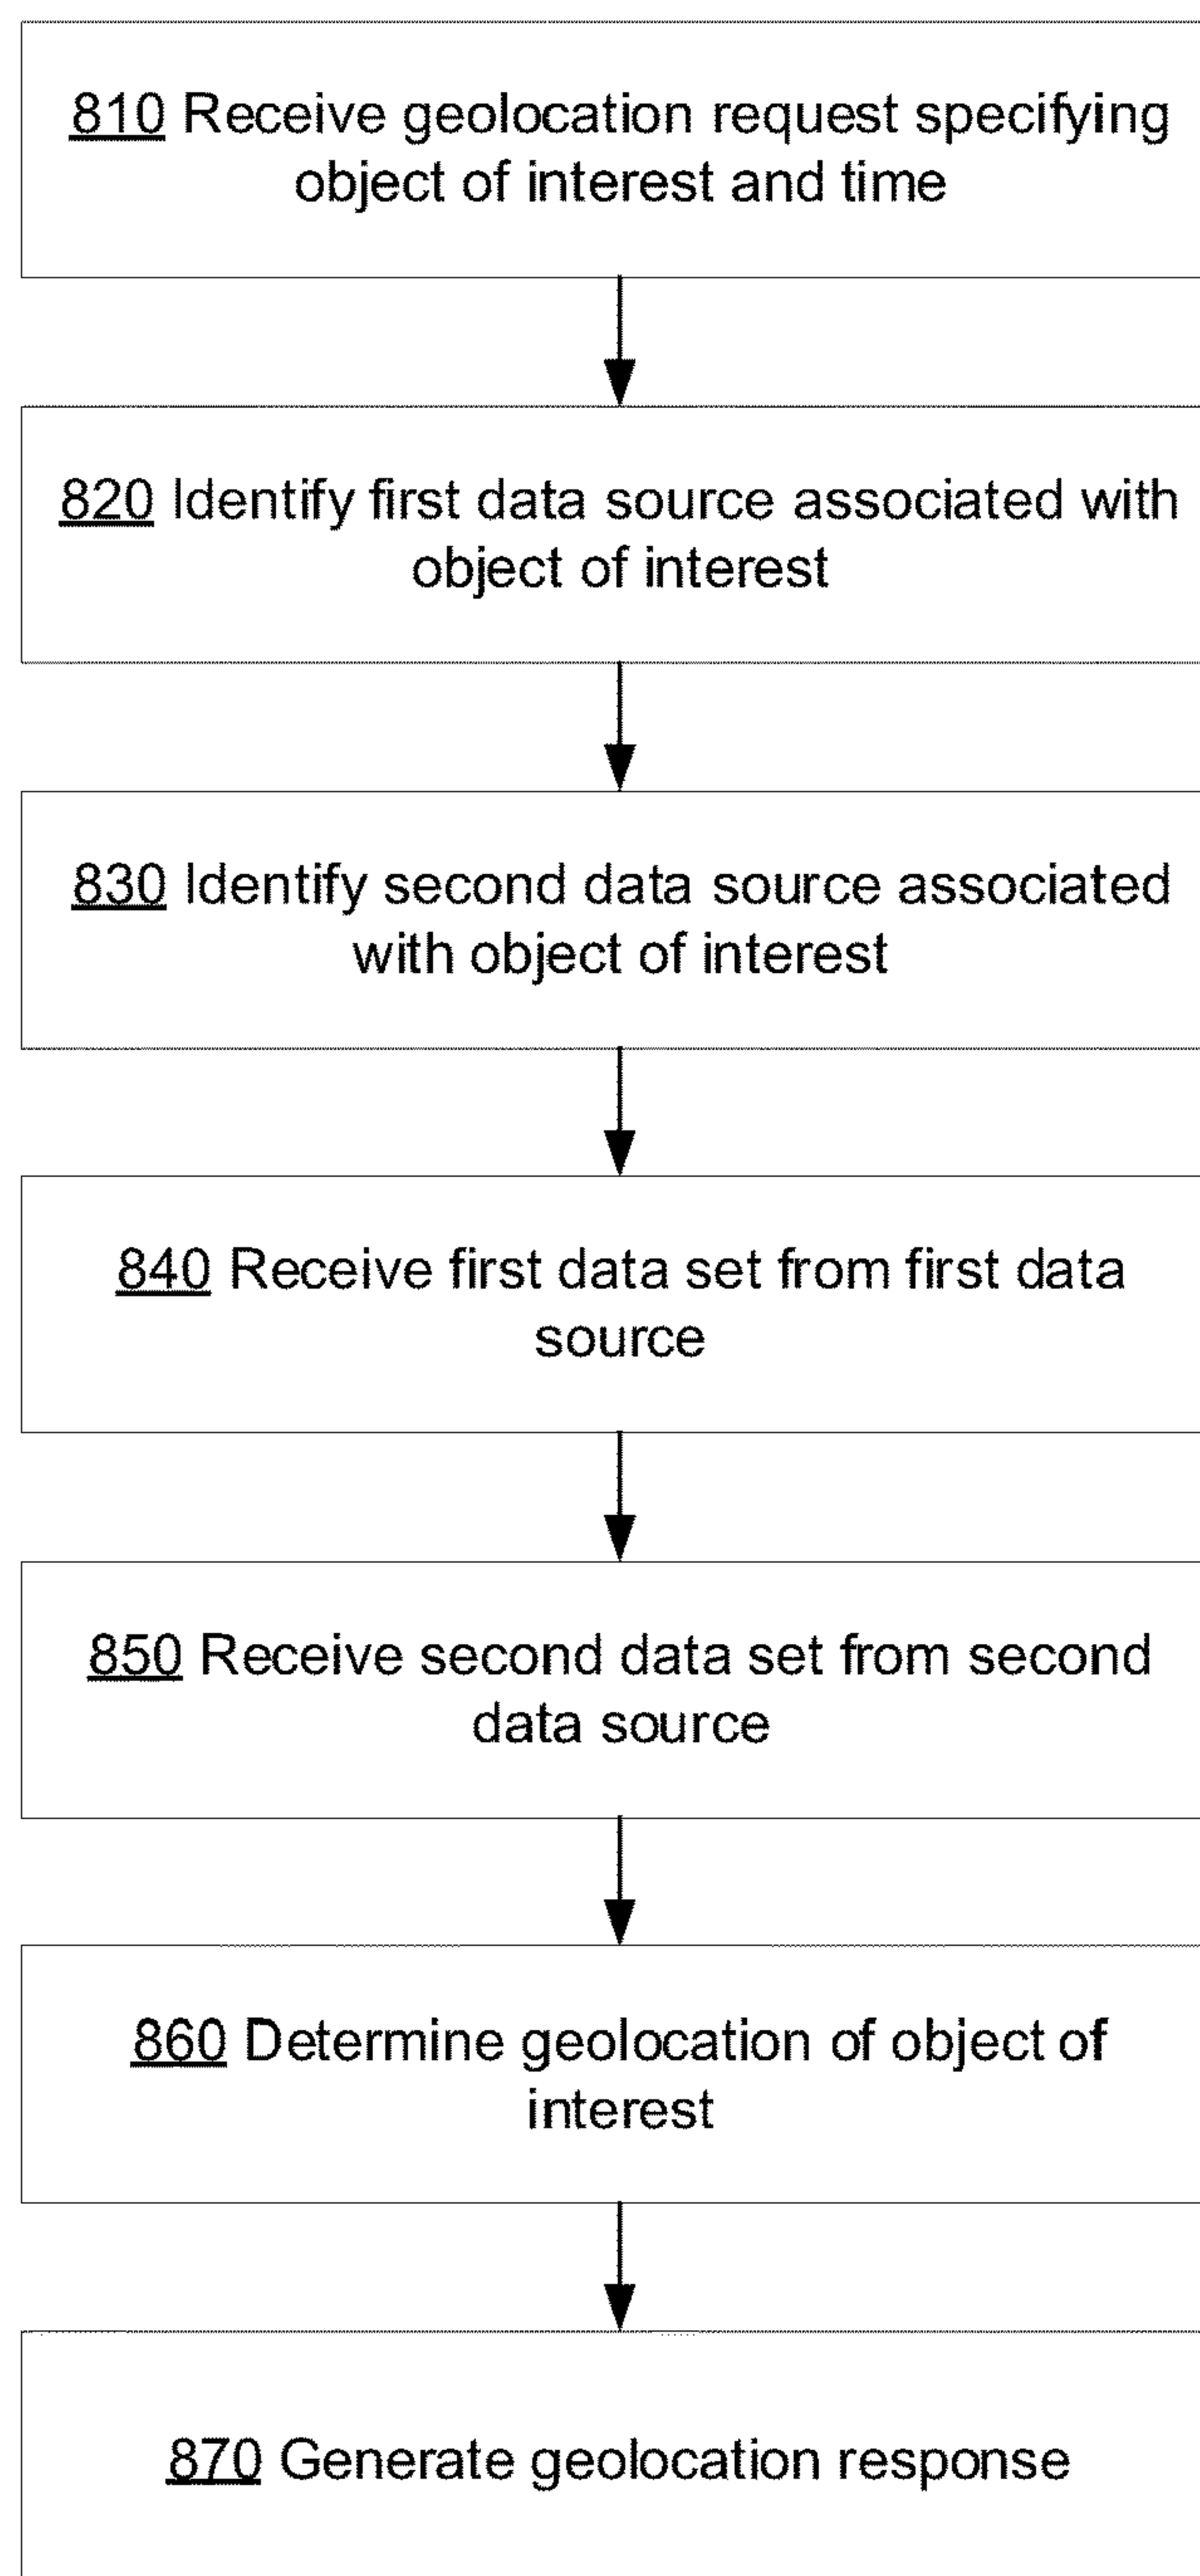 810 Receive geolocation request specifying
object of interest and time
820 Identify first data source associated with
object of interest
830 Identify second data source associated
with object of interest
840 Receive first data set from first data
source
850 Receive second data set from second
data source
860 Determine geolocation of object of
interest
870 Generate geolocation response